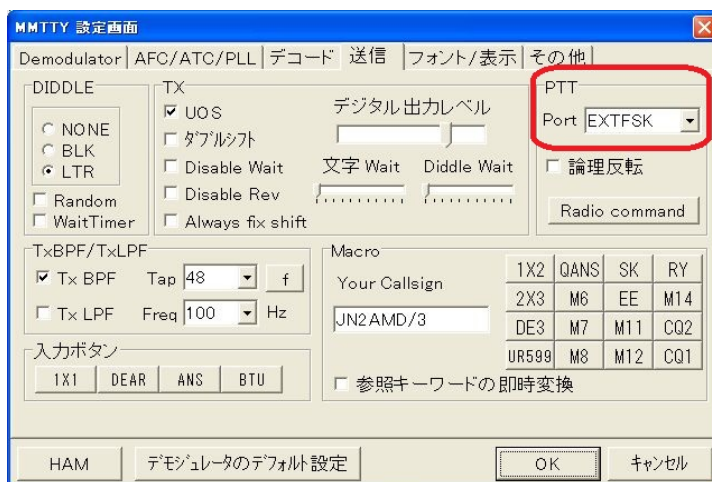 MMTTY 設定画面
Demodulator AFC/ATC/PLL デコード 送信 フォント/表示 その他
DIDDLE
NONE
BLK
LTR
Random
WaitTimer
TX
UOS
ダブルシフト
Disable Wait
Disable Rev
Always fix shift
デジタル出力レベル
文字 Wait Diddle Wait
PTT
Port EXTFSK
論理反転
Radio command
TxBPF/TxLPF
Tx BPF Tap 48 f
Tx LPF Freq 100 Hz
入力ボタン
1X1 DEAR ANS BTU
Macro
Your Callsign
JN2AMD/3
1X2 QANS SK RY
2X3 M6 EE M14
DE3 M7 M11 CQ2
UR599 M8 M12 CQ1
参照キーワードの即時変換
HAM デモジュレータのデフォルト設定 OK キャンセル